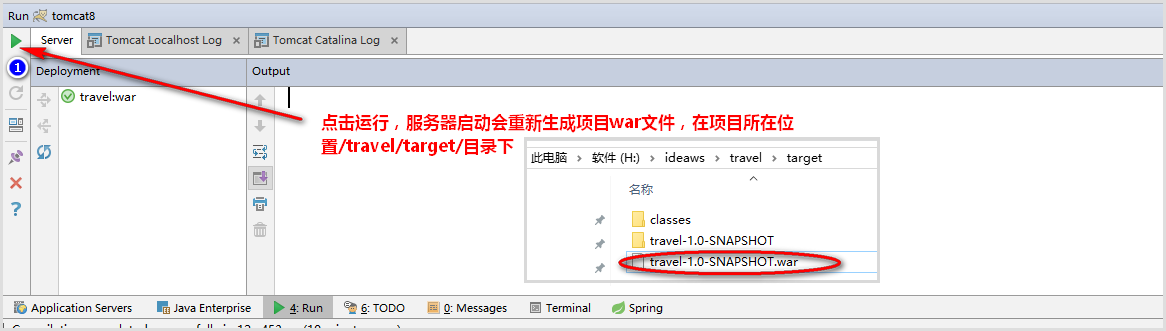 Run tomcat8
Server Tomcat Localhost Log × Tomcat Catalina Log ×
1
Deployment Output
travel:war
点击运行，服务器启动会重新生成项目war文件，在项目所在位
置/travel/target/目录下
此电脑 › 软件 (H:) › ideaws › travel › target
名称
classes
travel-1.0-SNAPSHOT
travel-1.0-SNAPSHOT.war
Application Servers Java Enterprise 4: Run 6: TODO 0: Messages Terminal Spring